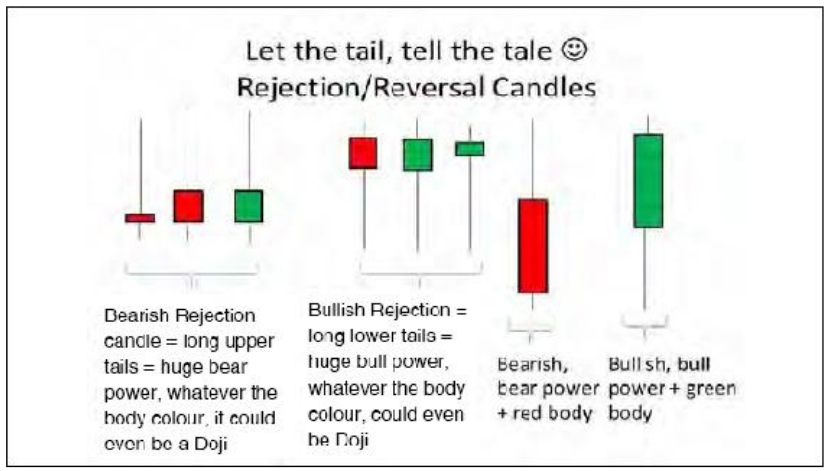 Let the tail, tell the tale ☺
Rejection/Reversal Candles
Bearish Rejection
candle = long upper
tails = huge bear
power, whatever the
body colour, it could
even be a Doji
Bullish Rejection =
long lower tails =
huge bull power,
whatever the body
colour, could even
be Doji
Bearish,
bear power
+ red body
Bullish, bull
power + green
body